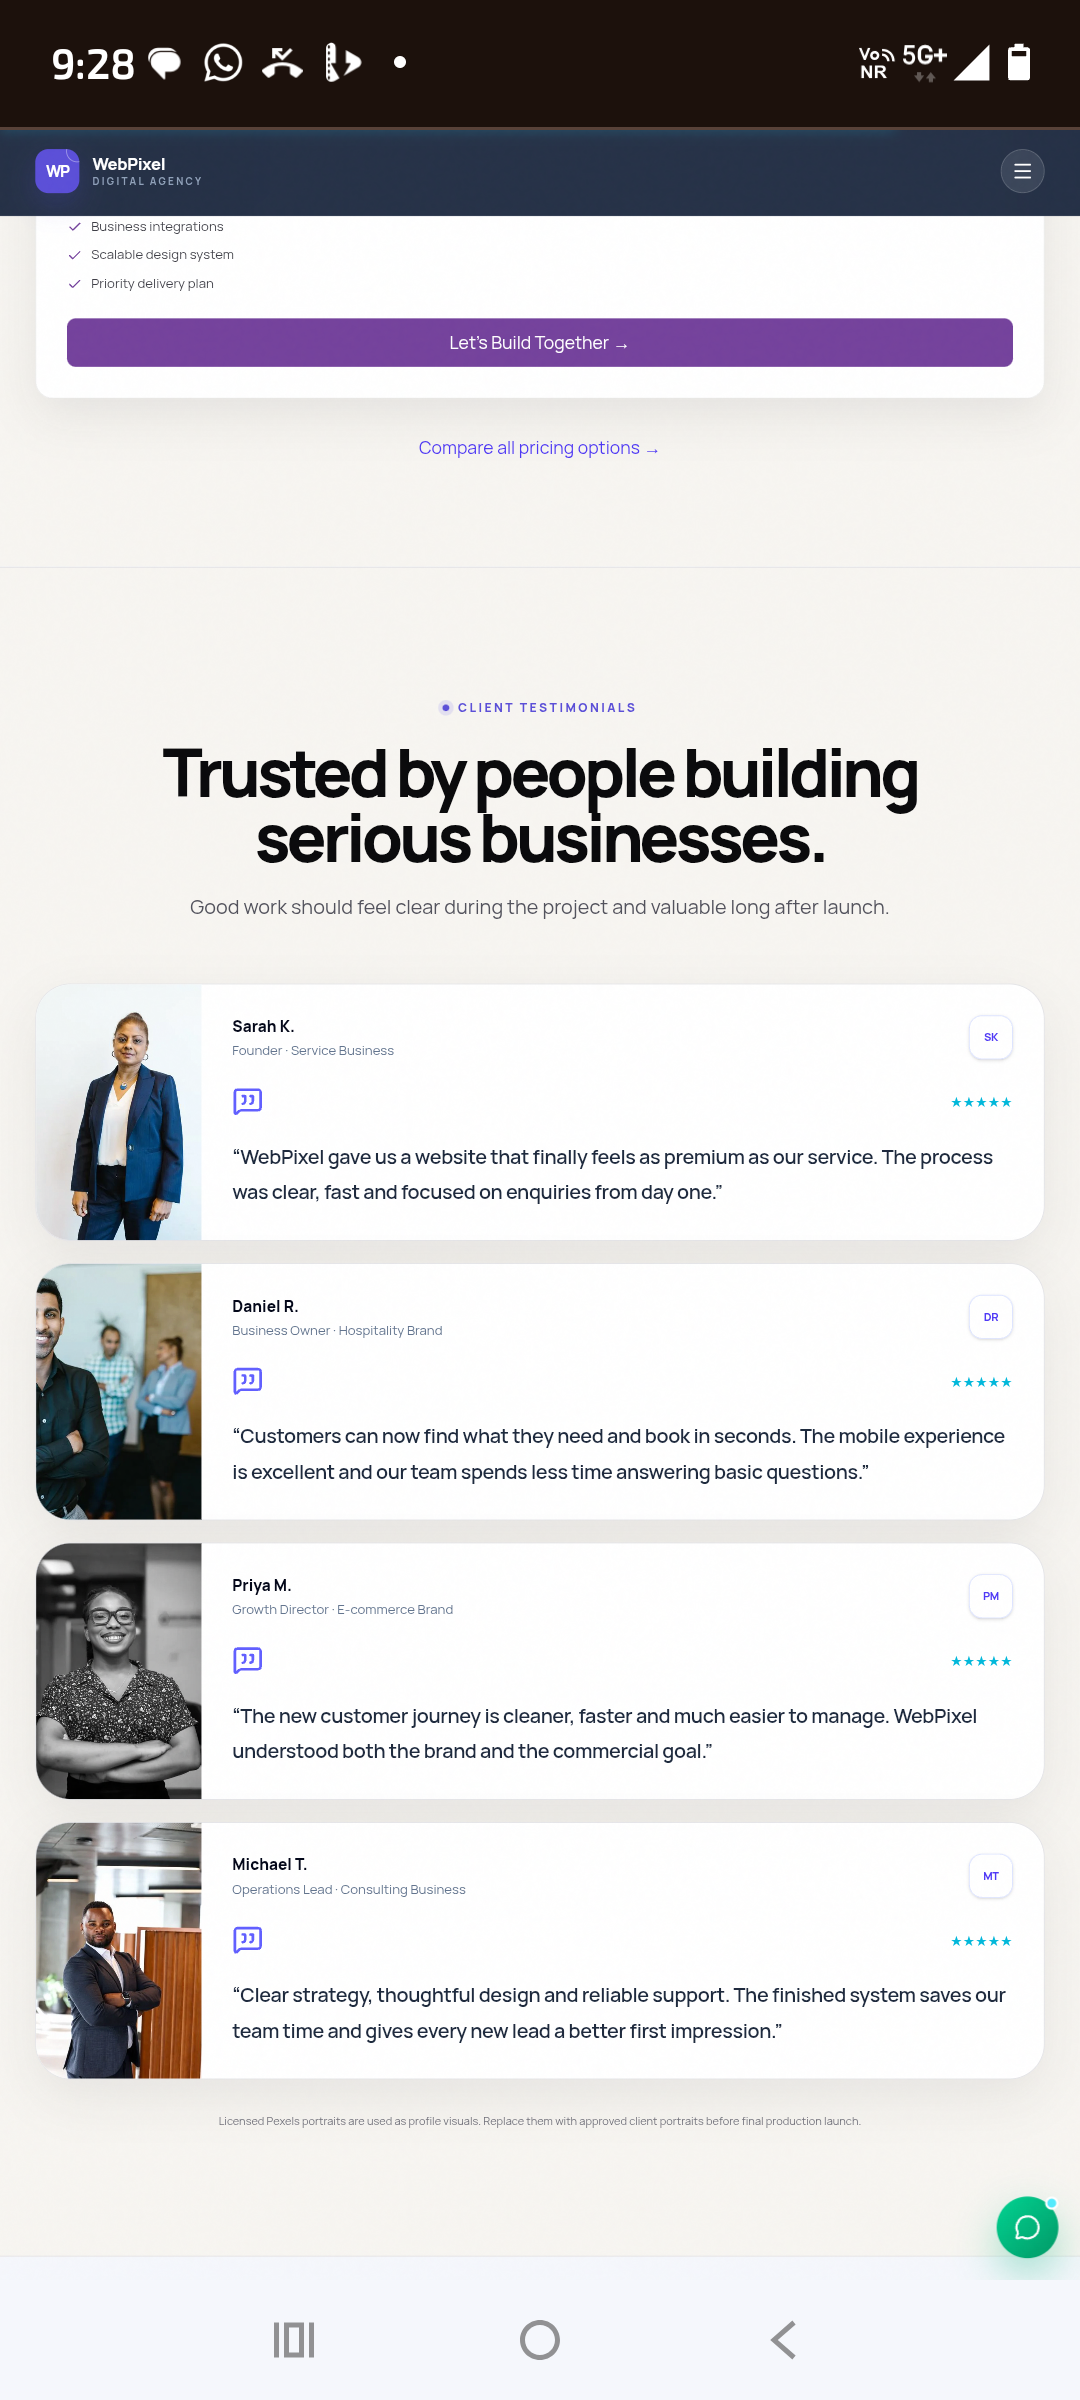 9:28
Vo
NR
5G+
WP
WebPixel
DIGITAL AGENCY
Business integrations
Scalable design system
Priority delivery plan
Let's Build Together →
Compare all pricing options →
CLIENT TESTIMONIALS
Trusted by people building
serious businesses.
Good work should feel clear during the project and valuable long after launch.
Sarah K.
Founder · Service Business
SK
★★★★★
“WebPixel gave us a website that finally feels as premium as our service. The process
was clear, fast and focused on enquiries from day one.”
Daniel R.
Business Owner · Hospitality Brand
DR
★★★★★
“Customers can now find what they need and book in seconds. The mobile experience
is excellent and our team spends less time answering basic questions.”
Priya M.
Growth Director · E-commerce Brand
PM
★★★★★
“The new customer journey is cleaner, faster and much easier to manage. WebPixel
understood both the brand and the commercial goal.”
Michael T.
Operations Lead · Consulting Business
MT
★★★★★
“Clear strategy, thoughtful design and reliable support. The finished system saves our
team time and gives every new lead a better first impression.”
Licensed Pexels portraits are used as profile visuals. Replace them with approved client portraits before final production launch.